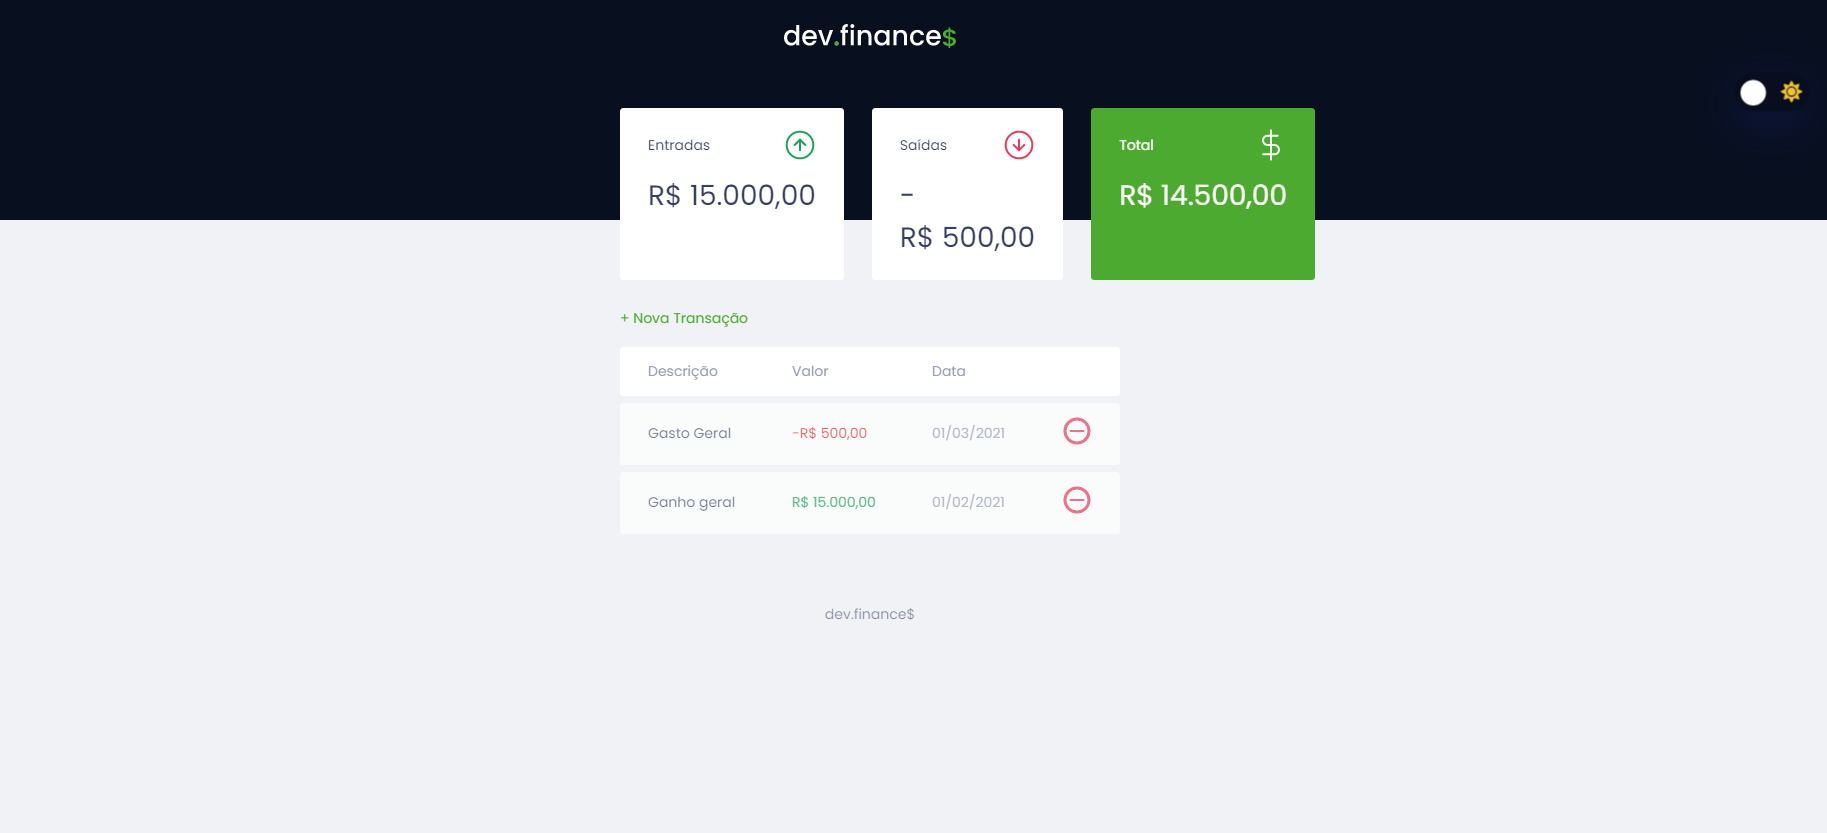 dev.finance$
Entradas
R$ 15.000,00
Saídas
-
R$ 500,00
Total
R$ 14.500,00
+ Nova Transação
Descrição Valor Data
Gasto Geral -R$ 500,00 01/03/2021
Ganho geral R$ 15.000,00 01/02/2021
dev.finance$